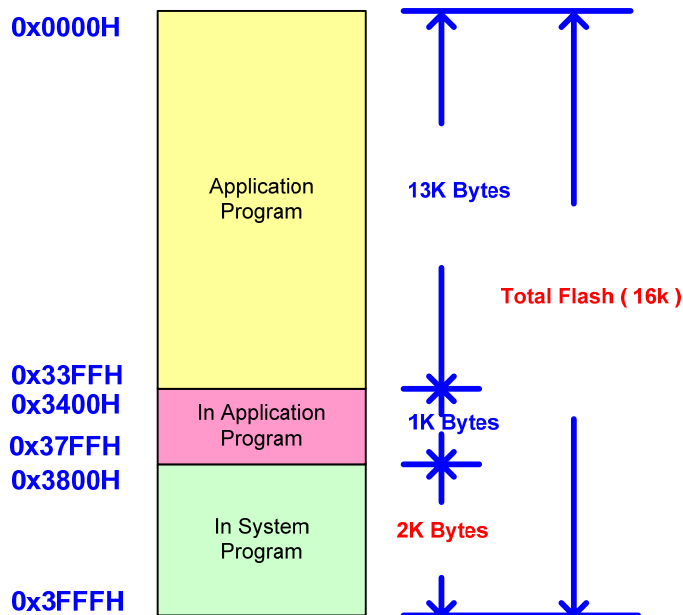 0x0000H
Application
Program
13K Bytes
Total Flash ( 16k )
0x33FFH
0x3400H
In Application
Program
1K Bytes
0x37FFH
0x3800H
In System
Program
2K Bytes
0x3FFFH